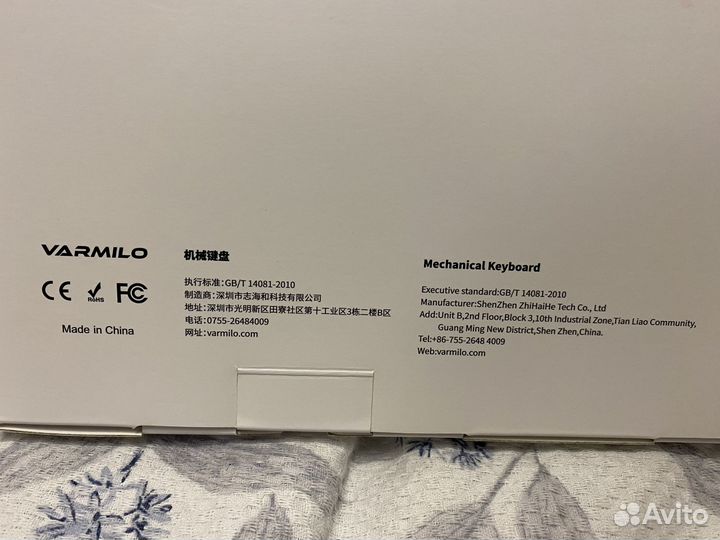 VARMILO
CE RoHS FC
Made in China
机械键盘
执行标准:GB/T 14081-2010
制造商:深圳市志海和科技有限公司
地址:深圳市光明新区田寮社区第十工业区3栋二楼B区
电话:0755-26484009
网址:varmilo.com
Mechanical Keyboard
Executive standard:GB/T 14081-2010
Manufacturer:ShenZhen ZhiHaiHe Tech Co., Ltd
Add:Unit B,2nd Floor,Block 3,10th Industrial Zone,Tian Liao Community,
Guang Ming New District,Shen Zhen,China.
Tel:+86-755-2648 4009
Web:varmilo.com
Avito